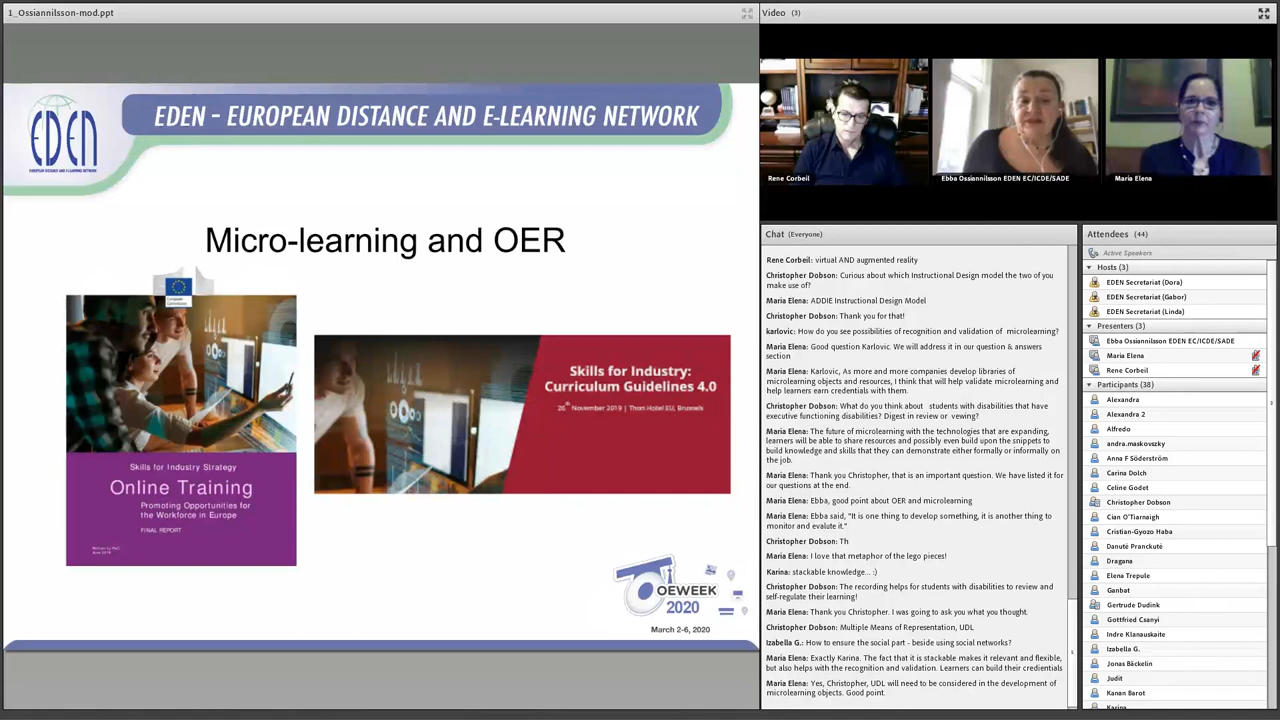 1_Ossiannilsson-mod.ppt
EDEN
EUROPEAN DISTANCE AND E-LEARNING NETWORK
EDEN – EUROPEAN DISTANCE AND E-LEARNING NETWORK
Micro-learning and OER
European
Commission
Skills for Industry Strategy
Online Training
Promoting Opportunities for
the Workforce in Europe
FINAL REPORT
Written by PwC
June 2019
Skills for Industry:
Curriculum Guidelines 4.0
26th November 2019 | Thon Hotel EU, Brussels
OEWEEK
2020
March 2-6, 2020
Video (3)
Rene Corbeil
Ebba Ossiannilsson EDEN EC/ICDE/SADE
Maria Elena
Chat (Everyone)
Rene Corbeil: virtual AND augmented reality
Christopher Dobson: Curious about which Instructional Design model the two of you
make use of?
Maria Elena: ADDIE Instructional Design Model
Christopher Dobson: Thank you for that!
karlovic: How do you see possibilities of recognition and validation of microlearning?
Maria Elena: Good question Karlovic. We will address it in our question & answers
section
Maria Elena: Karlovic, As more and more companies develop libraries of
microlearning objects and resources, I think that will help validate microlearning and
help learners earn credentials with them.
Christopher Dobson: What do you think about students with disabilities that have
executive functioning disabilities? Digest in review or vewing?
Maria Elena: The future of microlearning with the technologies that are expanding,
learners will be able to share resources and possibly even build upon the snippets to
build knowledge and skills that they can demonstrate either formally or informally on
the job.
Maria Elena: Thank you Christopher, that is an important question. We have listed it for
our questions at the end.
Maria Elena: Ebba, good point about OER and microlearning
Maria Elena: Ebba said, "It is one thing to develop something, it is another thing to
monitor and evalute it."
Christopher Dobson: Th
Maria Elena: I love that metaphor of the lego pieces!
Karina: stackable knowledge... :)
Christopher Dobson: The recording helps for students with disabilities to review and
self-regulate their learning!
Maria Elena: Thank you Christopher. I was going to ask you what you thought.
Christopher Dobson: Multiple Means of Representation, UDL
Izabella G.: How to ensure the social part - beside using social networks?
Maria Elena: Exactly Karina. The fact that it is stackable makes it relevant and flexible,
but also helps with the recognition and validation. Learners can build their credentials
Maria Elena: Yes, Christopher, UDL will need to be considered in the development of
microlearning objects. Good point.
Attendees (44)
Active Speakers
Hosts (3)
EDEN Secretariat (Dora)
EDEN Secretariat (Gabor)
EDEN Secretariat (Linda)
Presenters (3)
Ebba Ossiannilsson EDEN EC/ICDE/SADE
Maria Elena
Rene Corbeil
Participants (38)
Alexandra
Alexandra 2
Alfredo
andra.maskovszky
Anna F Söderström
Carina Dolch
Celine Godet
Christopher Dobson
Cian O'Tiarnaigh
Cristian-Gyozo Haba
Danutė Pranckutė
Dragana
Elena Trepule
Ganbat
Gertrude Dudink
Gottfried Csanyi
Indre Klanauskaite
Izabella G.
Jonas Bäckelin
Judit
Kanan Barot
Karina